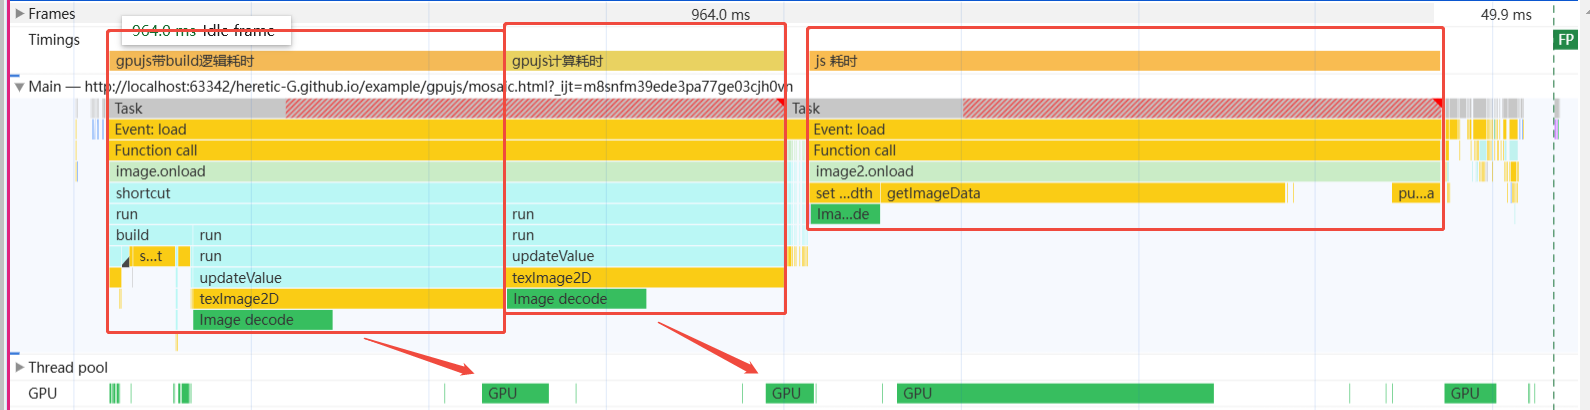 Frames
964.0 ms
49.9 ms
964.0 ms Idle frame
Timings
FP
gpujs带build逻辑耗时
gpujs计算耗时
js 耗时
Main — http://localhost:63342/heretic-G.github.io/example/gpujs/mosaic.html?_ijt=m8snfm39ede3pa77ge03cjh0vn
Task
Task
Event: load
Event: load
Function call
Function call
image.onload
image2.onload
shortcut
set ...dth
getImageData
pu...a
run
run
Ima...de
build
run
run
s...t
run
updateValue
updateValue
texImage2D
texImage2D
Image decode
Image decode
Thread pool
GPU
GPU
GPU
GPU
GPU